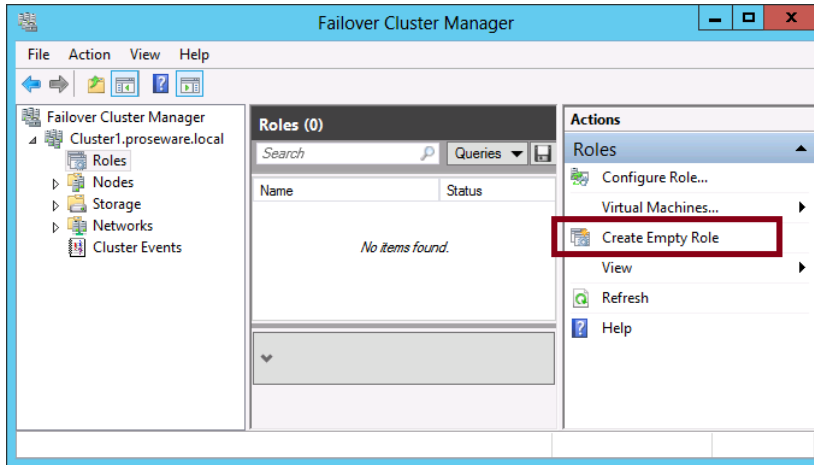 Failover Cluster Manager
File Action View Help
Failover Cluster Manager
Cluster1.proseware.local
Roles
Nodes
Storage
Networks
Cluster Events
Roles (0)
Search
Queries
Name Status
No items found.
Actions
Roles
Configure Role...
Virtual Machines...
Create Empty Role
View
Refresh
Help